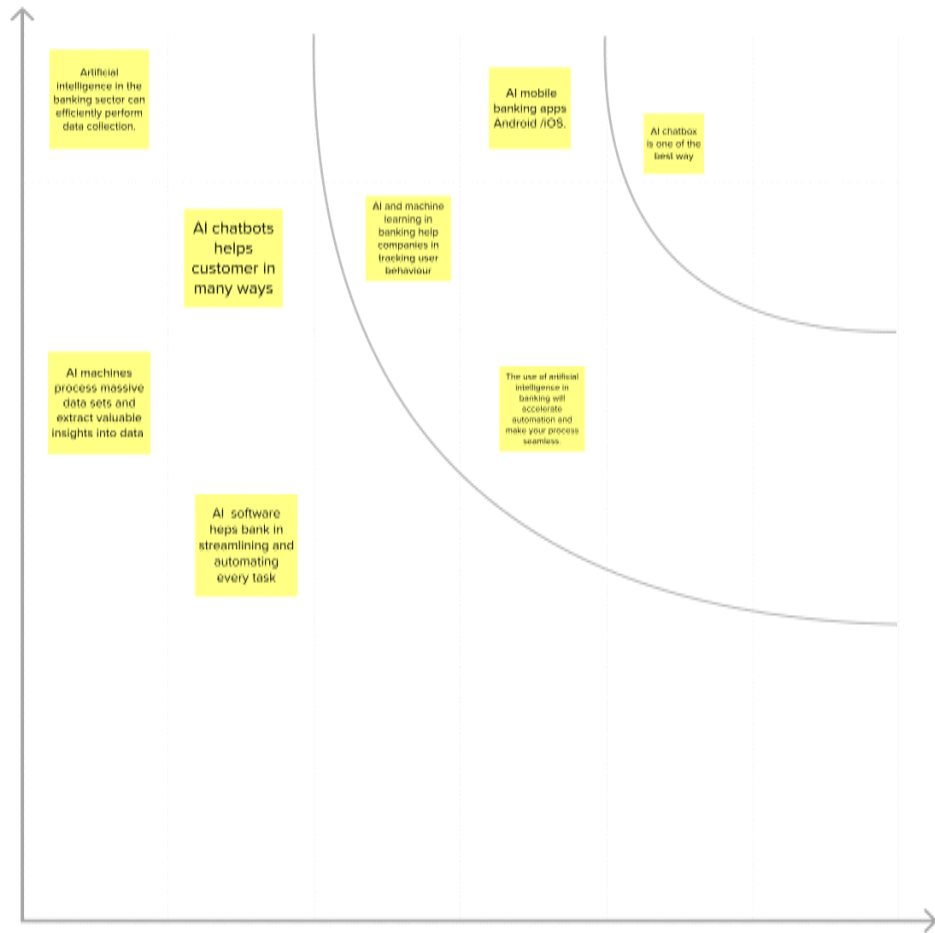 Artificial
intelligence in the
banking sector can
efficiently perform
data collection.
AI mobile
banking apps
Android /iOS.
AI chatbox
is one of the
best way
AI chatbots
helps
customer in
many ways
AI and machine
learning in
banking help
companies in
tracking user
behaviour
AI machines
process massive
data sets and
extract valuable
insights into data
The use of artificial
intelligence in
banking will
accelerate
automation and
make your process
seamless.
AI software
heps bank in
streamlining and
automating
every task